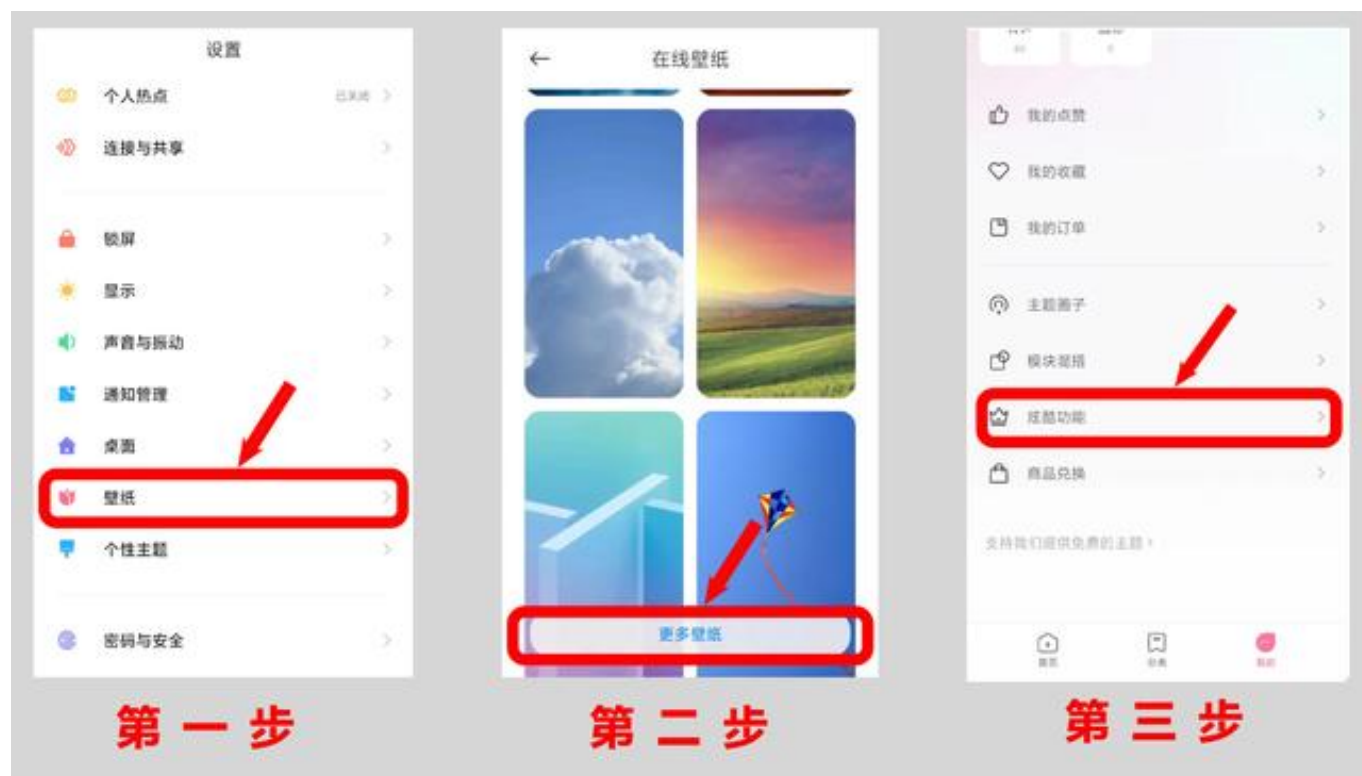 设置
个人热点
已关闭
连接与共享
锁屏
显示
声音与振动
通知管理
桌面
壁纸
个性主题
密码与安全
第一步
在线壁纸
更多壁纸
第二步
我的点赞
我的收藏
我的订单
主题圈子
模块混搭
炫酷功能
商品兑换
支持我们提供免费的主题！
首页
分类
我的
第三步